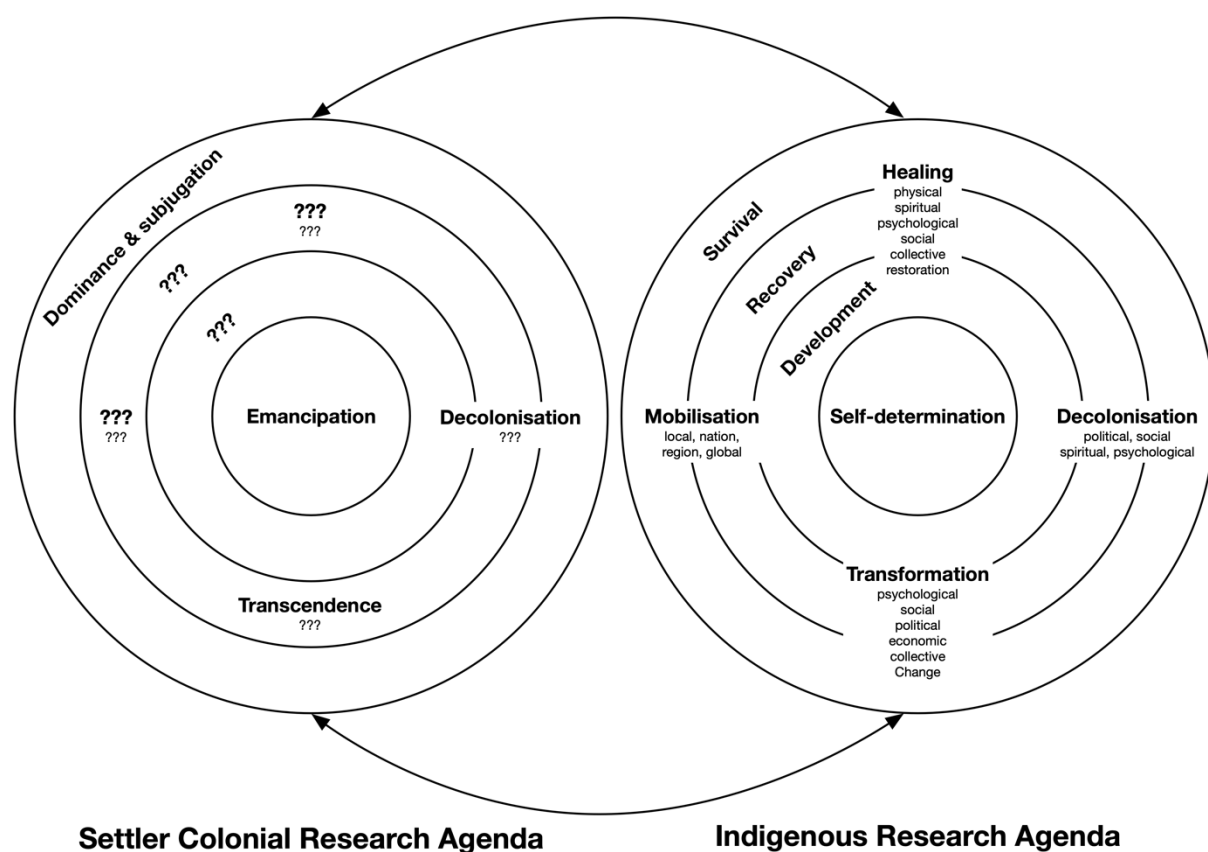 Dominance & subjugation
???
???
???
???
???
???
Emancipation
Decolonisation
???
Transcendence
???
Settler Colonial Research Agenda
Survival
Recovery
Development
Healing
physical
spiritual
psychological
social
collective
restoration
Mobilisation
local, nation,
region, global
Self-determination
Decolonisation
political, social
spiritual, psychological
Transformation
psychological
social
political
economic
collective
Change
Indigenous Research Agenda